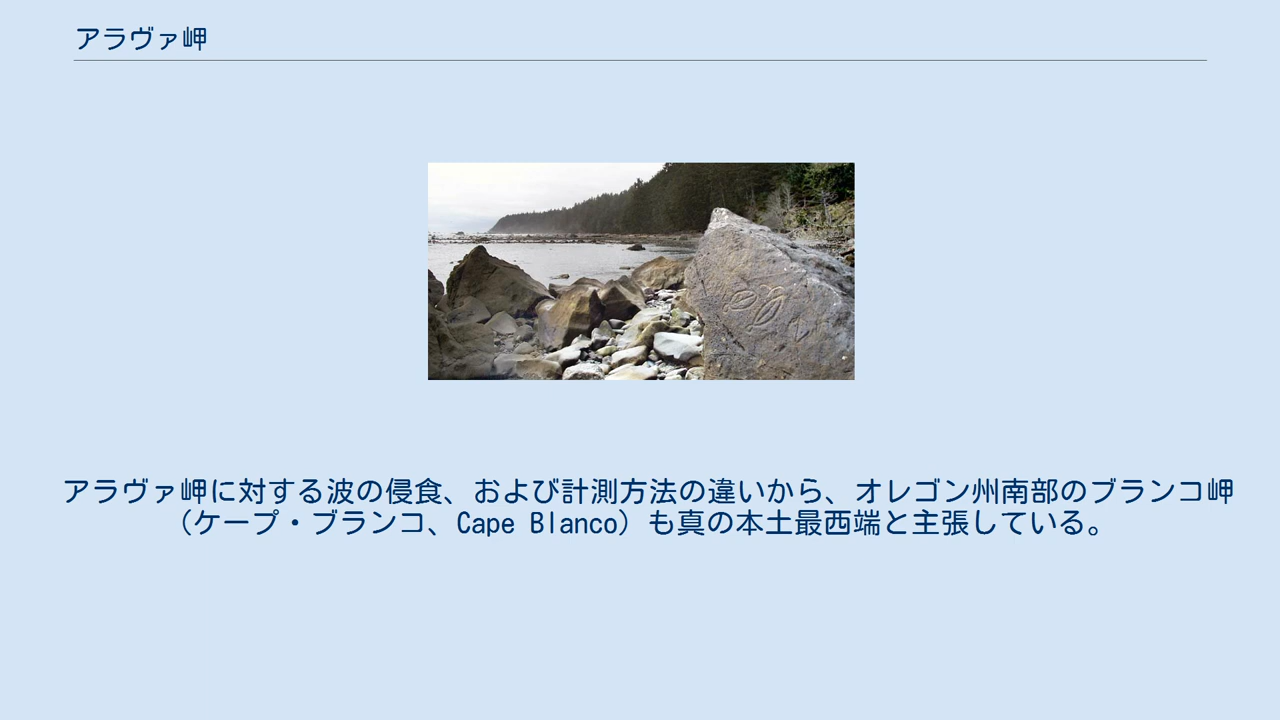 アラヴァ岬
アラヴァ岬に対する波の侵食、および計測方法の違いから、オレゴン州南部のブランコ岬
（ケープ・ブランコ、Cape Blanco）も真の本土最西端と主張している。